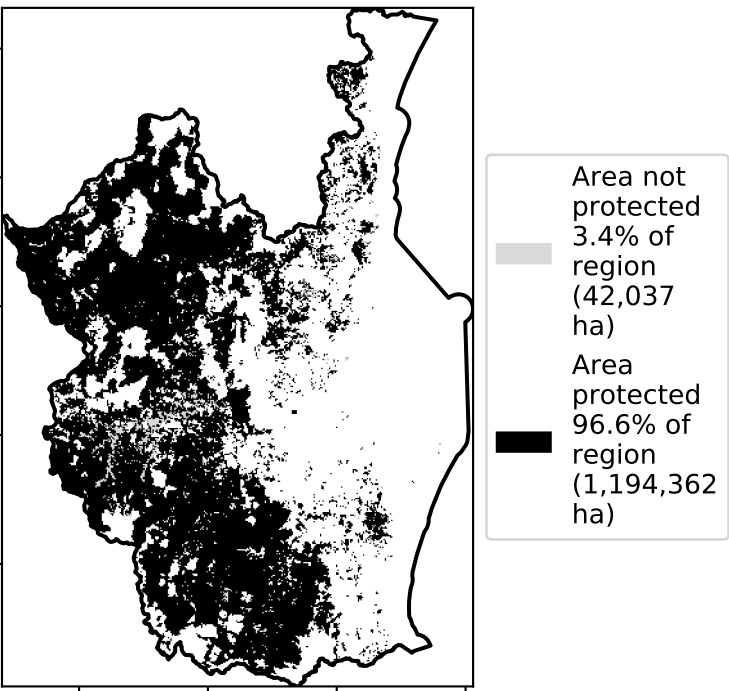 Area not
protected
3.4% of
region
(42,037
ha)
Area
protected
96.6% of
region
(1,194,362
ha)